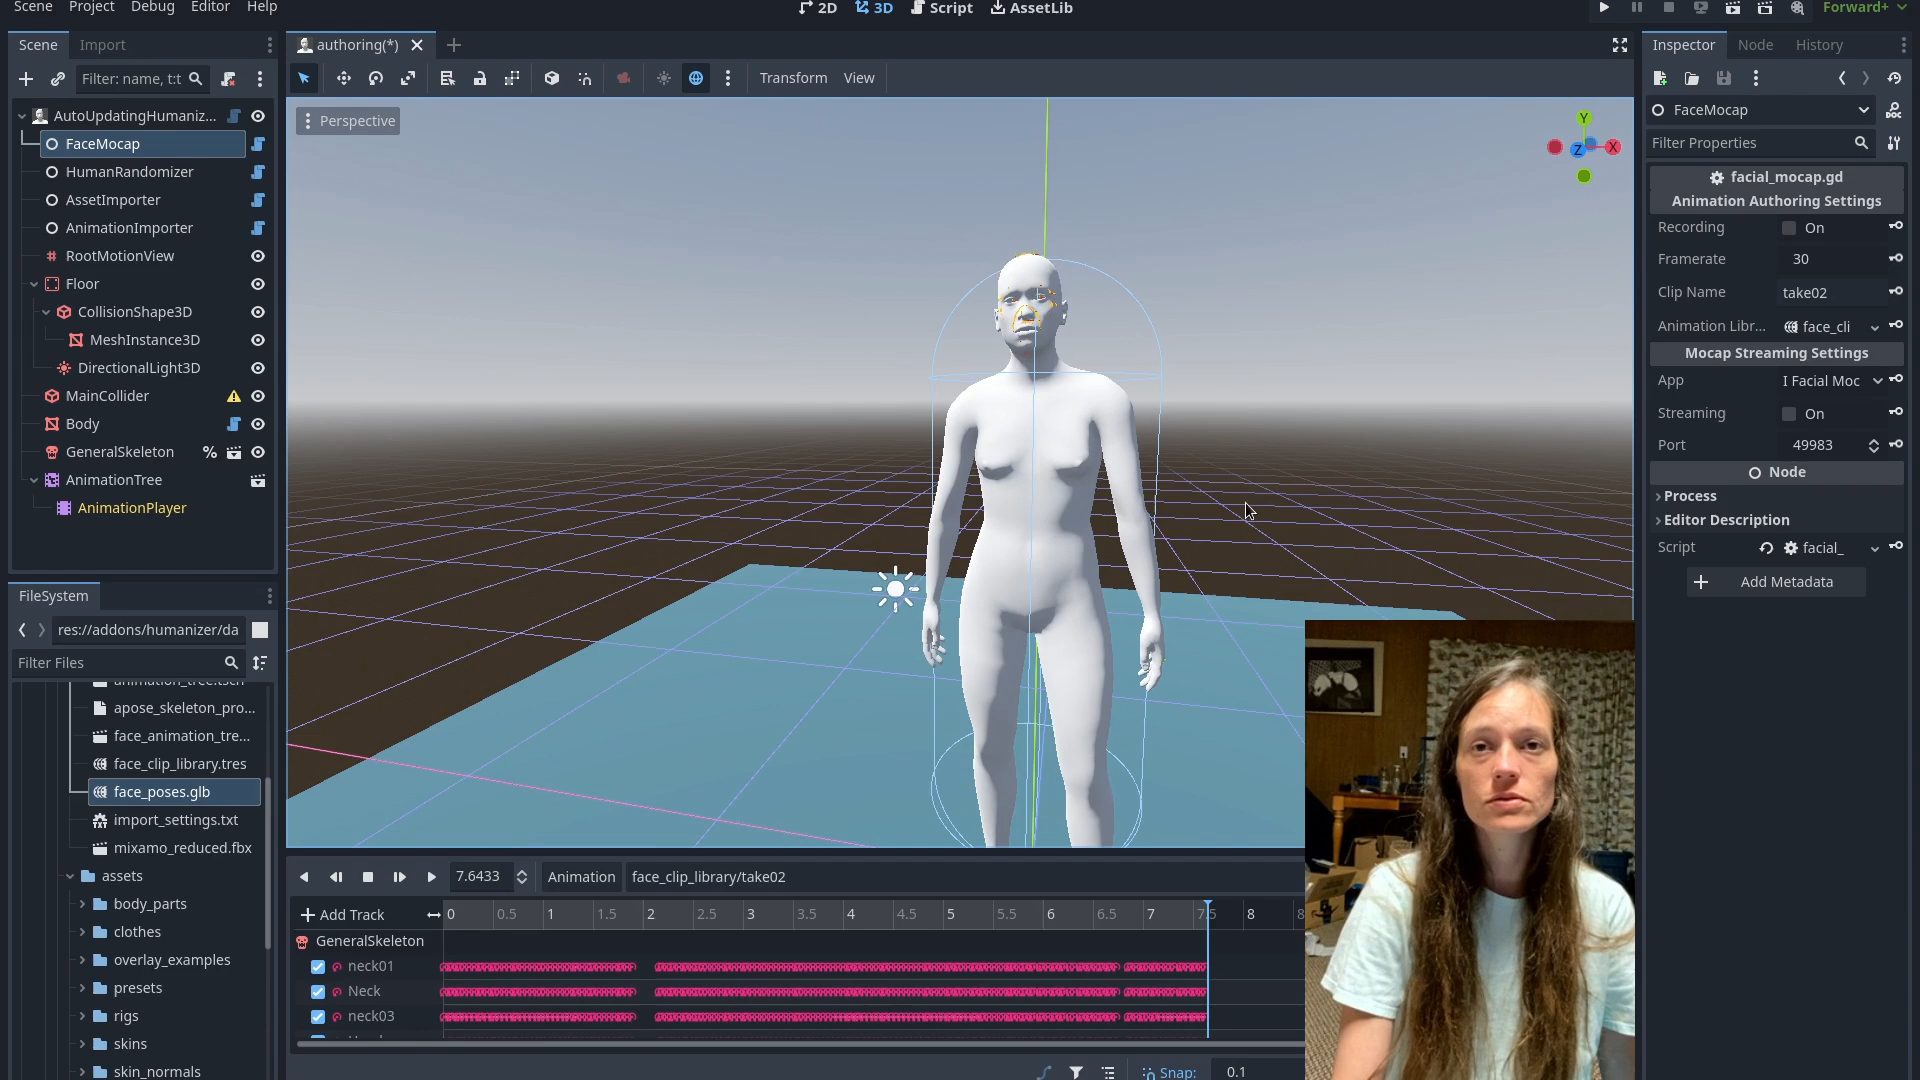 Scene Project Debug Editor Help
2D 3D Script AssetLib
Forward+
Scene Import
Filter: name, t:t
AutoUpdatingHumaniz...
FaceMocap
HumanRandomizer
AssetImporter
AnimationImporter
RootMotionView
Floor
CollisionShape3D
MeshInstance3D
DirectionalLight3D
MainCollider
Body
GeneralSkeleton %
AnimationTree
AnimationPlayer
FileSystem
res://addons/humanizer/da
Filter Files
animation_tree.tscn
apose_skeleton_pro...
face_animation_tre...
face_clip_library.tres
face_poses.glb
import_settings.txt
mixamo_reduced.fbx
assets
body_parts
clothes
overlay_examples
presets
rigs
skins
skin_normals
authoring(*)
Transform View
Perspective
Y
Z X
7.6433 Animation face_clip_library/take02
Add Track 0 0.5 1 1.5 2 2.5 3 3.5 4 4.5 5 5.5 6 6.5 7 7.5 8
GeneralSkeleton
neck01
Neck
neck03
Snap: 0.1
Inspector Node History
FaceMocap
DOC
Filter Properties
facial_mocap.gd
Animation Authoring Settings
Recording On
Framerate 30
Clip Name take02
Animation Libr... face_cli
Mocap Streaming Settings
App I Facial Moc
Streaming On
Port 49983
Node
Process
Editor Description
Script facial_
Add Metadata